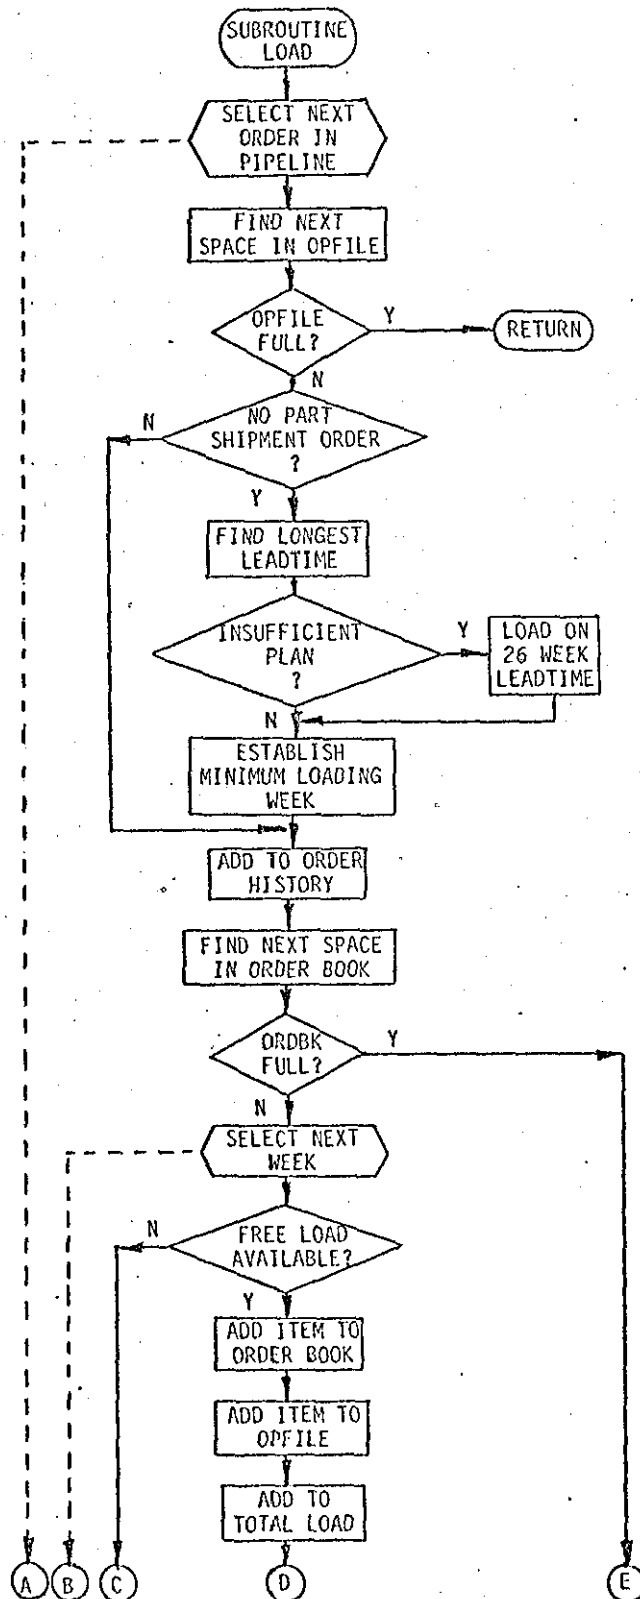 SUBROUTINE
LOAD
SELECT NEXT
ORDER IN
PIPELINE
FIND NEXT
SPACE IN OPFILE
OPFILE
FULL?
Y
RETURN
N
N
NO PART
SHIPMENT ORDER
?
Y
FIND LONGEST
LEADTIME
INSUFFICIENT
PLAN
?
Y
LOAD ON
26 WEEK
LEADTIME
N
ESTABLISH
MINIMUM LOADING
WEEK
ADD TO ORDER
HISTORY
FIND NEXT SPACE
IN ORDER BOOK
ORDBK
FULL?
Y
N
SELECT NEXT
WEEK
N
FREE LOAD
AVAILABLE?
Y
ADD ITEM TO
ORDER BOOK
ADD ITEM TO
OPFILE
ADD TO
TOTAL LOAD
A B C D E